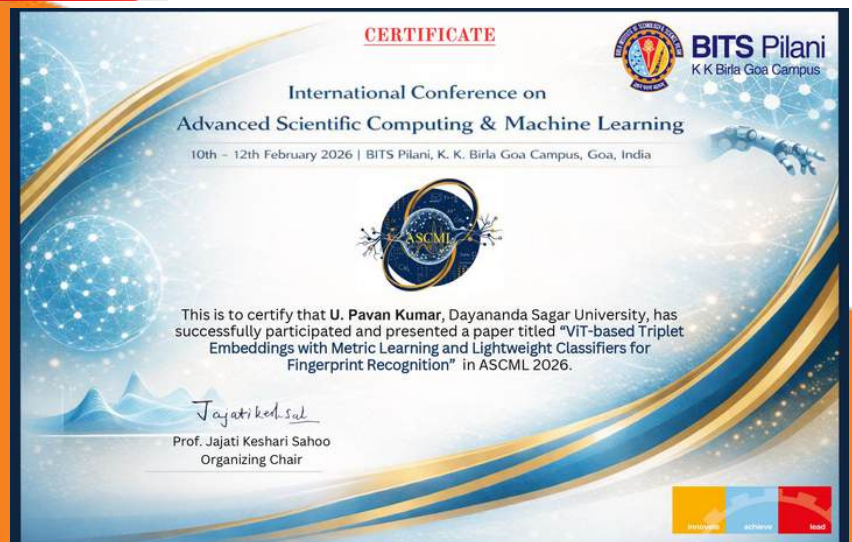 CERTIFICATE
BITS Pilani
K K Birla Goa Campus
International Conference on
Advanced Scientific Computing & Machine Learning
10th – 12th February 2026 | BITS Pilani, K. K. Birla Goa Campus, Goa, India
ASCML
This is to certify that U. Pavan Kumar, Dayananda Sagar University, has
successfully participated and presented a paper titled “ViT-based Triplet
Embeddings with Metric Learning and Lightweight Classifiers for
Fingerprint Recognition” in ASCML 2026.
Prof. Jajati Keshari Sahoo
Organizing Chair
innovate achieve lead